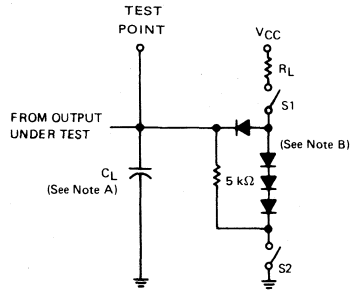 TEST
POINT
VCC
RL
S1
FROM OUTPUT
UNDER TEST
(See Note B)
CL
(See Note A)
5 kΩ
S2